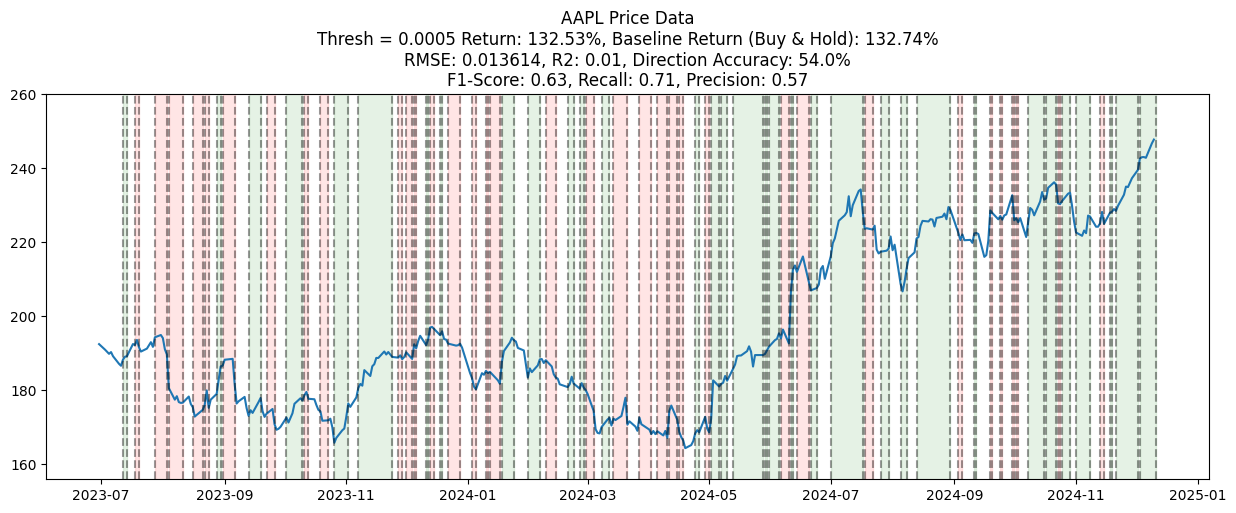 AAPL Price Data
Thresh = 0.0005 Return: 132.53%, Baseline Return (Buy & Hold): 132.74%
RMSE: 0.013614, R2: 0.01, Direction Accuracy: 54.0%
F1-Score: 0.63, Recall: 0.71, Precision: 0.57
260
240
220
200
180
160
2023-07 2023-09 2023-11 2024-01 2024-03 2024-05 2024-07 2024-09 2024-11 2025-01